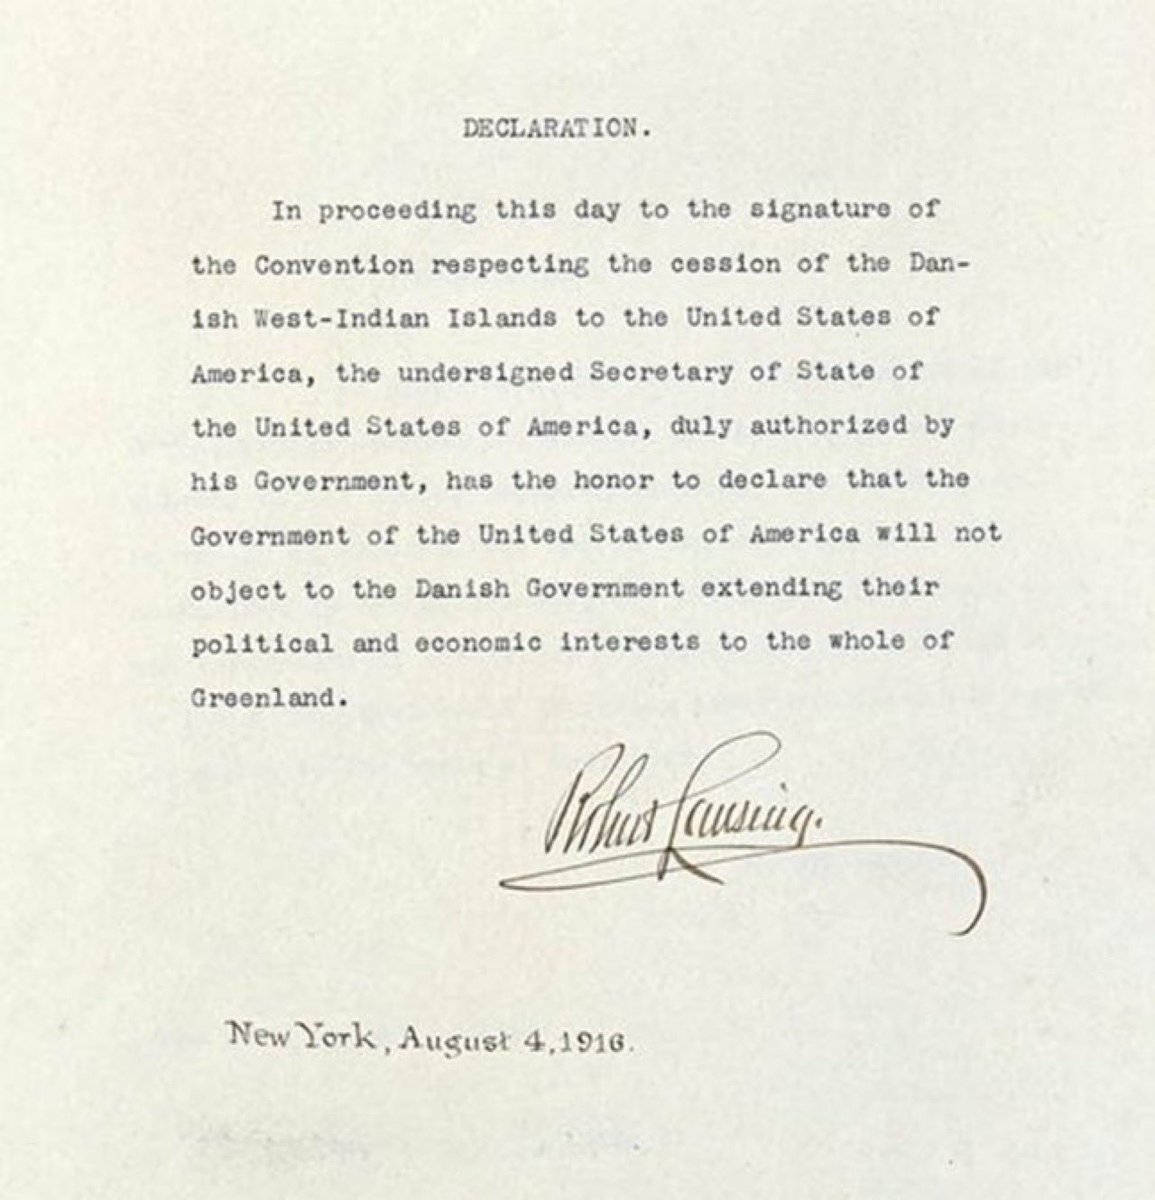 DECLARATION.
In proceeding this day to the signature of
the Convention respecting the cession of the Dan-
ish West-Indian Islands to the United States of
America, the undersigned Secretary of State of
the United States of America, duly authorized by
his Government, has the honor to declare that the
Government of the United States of America will not
object to the Danish Government extending their
political and economic interests to the whole of
Greenland.
Robert Lansing.
New York, August 4, 1916.